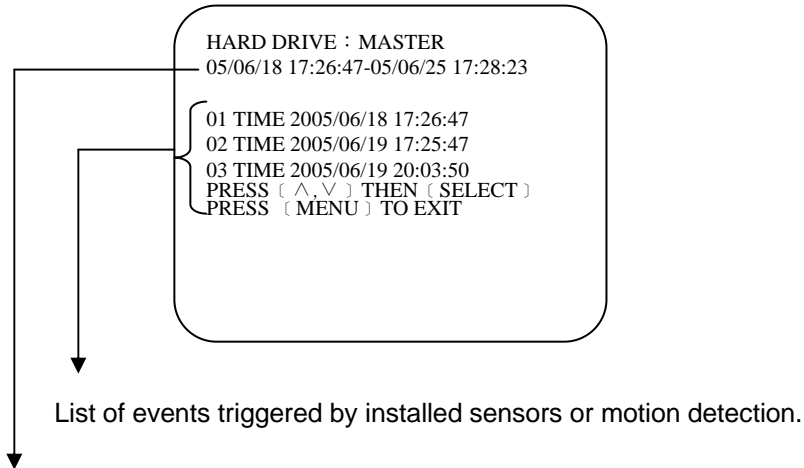 HARD DRIVE：MASTER
05/06/18 17:26:47-05/06/25 17:28:23
01 TIME 2005/06/18 17:26:47
02 TIME 2005/06/19 17:25:47
03 TIME 2005/06/19 20:03:50
PRESS﹝∧,∨﹞THEN﹝SELECT﹞
PRESS ﹝MENU﹞TO EXIT
List of events triggered by installed sensors or motion detection.